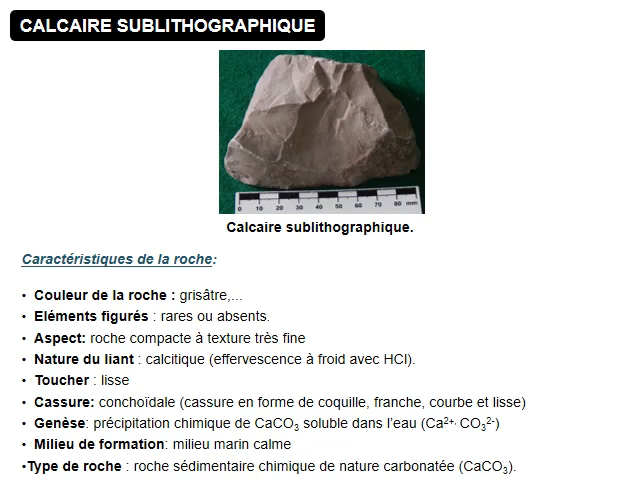 CALCAIRE SUBLITHOGRAPHIQUE
0 10 20 30 40 50 60 70 80 mm
Calcaire sublithographique.
Caractéristiques de la roche:
• Couleur de la roche : grisâtre,...
• Eléments figurés : rares ou absents.
• Aspect: roche compacte à texture très fine
• Nature du liant : calcitique (effervescence à froid avec HCl).
• Toucher : lisse
• Cassure: conchoïdale (cassure en forme de coquille, franche, courbe et lisse)
• Genèse: précipitation chimique de CaCO₃ soluble dans l'eau (Ca²⁺· CO₃²⁻)
• Milieu de formation: milieu marin calme
•Type de roche : roche sédimentaire chimique de nature carbonatée (CaCO₃).